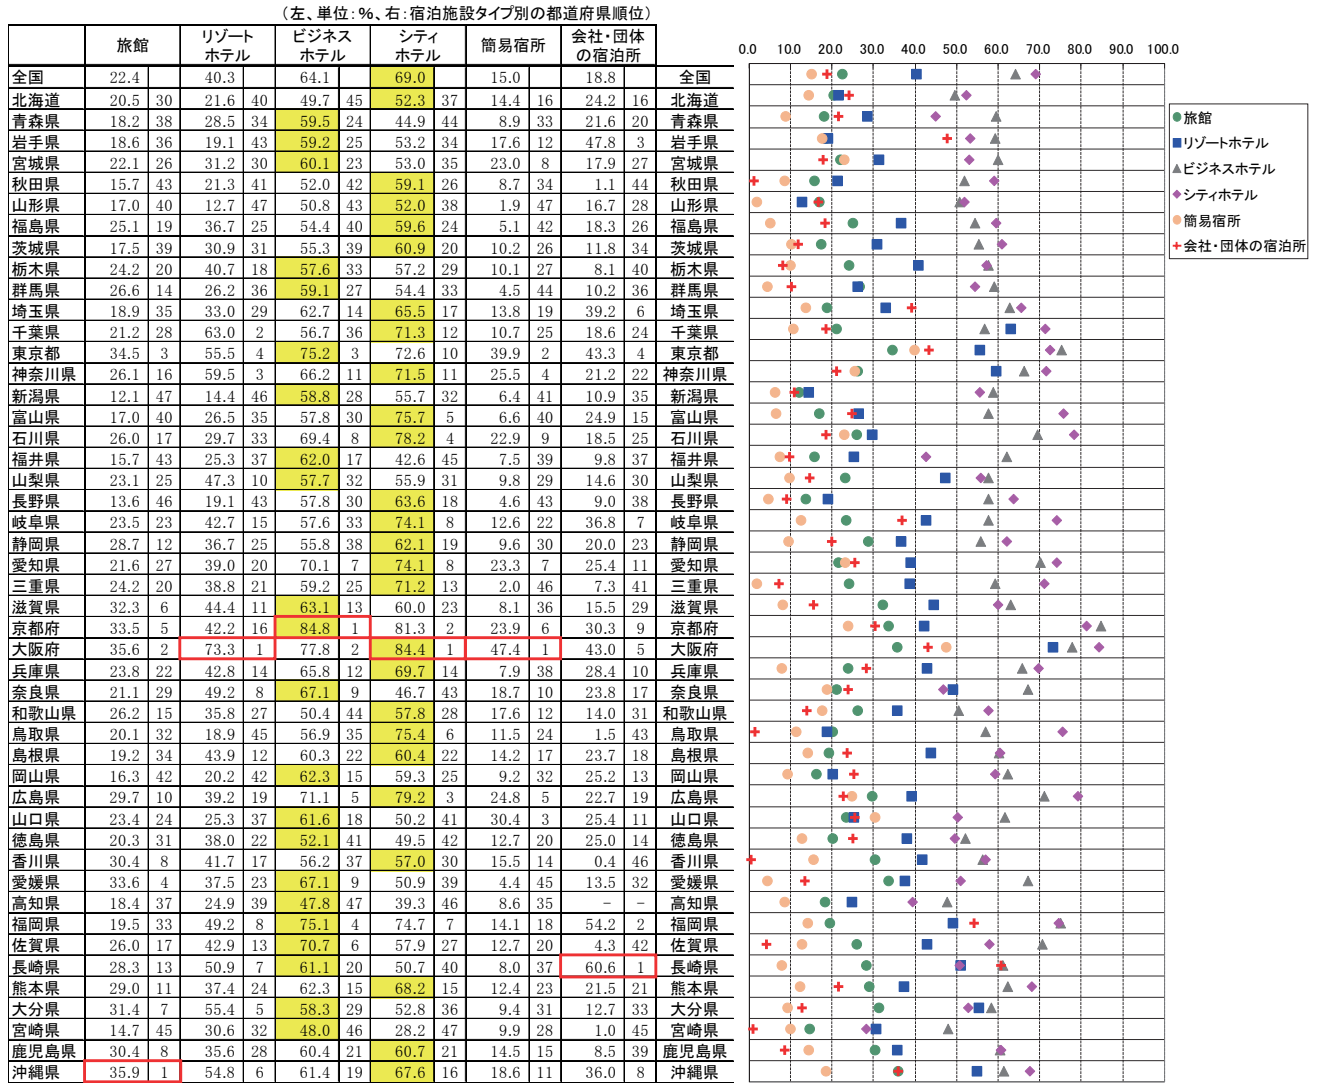 （左、単位：％、右：宿泊施設タイプ別の都道府県順位）
旅館 リゾートホテル ビジネスホテル シティホテル 簡易宿所 会社・団体の宿泊所
0.0 10.0 20.0 30.0 40.0 50.0 60.0 70.0 80.0 90.0 100.0
全国 22.4 40.3 64.1 69.0 15.0 18.8 全国
北海道 20.5 30 21.6 40 49.7 45 52.3 37 14.4 16 24.2 16 北海道
青森県 18.2 38 28.5 34 59.5 24 44.9 44 8.9 33 21.6 20 青森県
岩手県 18.6 36 19.1 43 59.2 25 53.2 34 17.6 12 47.8 3 岩手県
宮城県 22.1 26 31.2 30 60.1 23 53.0 35 23.0 8 17.9 27 宮城県
秋田県 15.7 43 21.3 41 52.0 42 59.1 26 8.7 34 1.1 44 秋田県
山形県 17.0 40 12.7 47 50.8 43 52.0 38 1.9 47 16.7 28 山形県
福島県 25.1 19 36.7 25 54.4 40 59.6 24 5.1 42 18.3 26 福島県
茨城県 17.5 39 30.9 31 55.3 39 60.9 20 10.2 26 11.8 34 茨城県
栃木県 24.2 20 40.7 18 57.6 33 57.2 29 10.1 27 8.1 40 栃木県
群馬県 26.6 14 26.2 36 59.1 27 54.4 33 4.5 44 10.2 36 群馬県
埼玉県 18.9 35 33.0 29 62.7 14 65.5 17 13.8 19 39.2 6 埼玉県
千葉県 21.2 28 63.0 2 56.7 36 71.3 12 10.7 25 18.6 24 千葉県
東京都 34.5 3 55.5 4 75.2 3 72.6 10 39.9 2 43.3 4 東京都
神奈川県 26.1 16 59.5 3 66.2 11 71.5 11 25.5 4 21.2 22 神奈川県
新潟県 12.1 47 14.4 46 58.8 28 55.7 32 6.4 41 10.9 35 新潟県
富山県 17.0 40 26.5 35 57.8 30 75.7 5 6.6 40 24.9 15 富山県
石川県 26.0 17 29.7 33 69.4 8 78.2 4 22.9 9 18.5 25 石川県
福井県 15.7 43 25.3 37 62.0 17 42.6 45 7.5 39 9.8 37 福井県
山梨県 23.1 25 47.3 10 57.7 32 55.9 31 9.8 29 14.6 30 山梨県
長野県 13.6 46 19.1 43 57.8 30 63.6 18 4.6 43 9.0 38 長野県
岐阜県 23.5 23 42.7 15 57.6 33 74.1 8 12.6 22 36.8 7 岐阜県
静岡県 28.7 12 36.7 25 55.8 38 62.1 19 9.6 30 20.0 23 静岡県
愛知県 21.6 27 39.0 20 70.1 7 74.1 8 23.3 7 25.4 11 愛知県
三重県 24.2 20 38.8 21 59.2 25 71.2 13 2.0 46 7.3 41 三重県
滋賀県 32.3 6 44.4 11 63.1 13 60.0 23 8.1 36 15.5 29 滋賀県
京都府 33.5 5 42.2 16 84.8 1 81.3 2 23.9 6 30.3 9 京都府
大阪府 35.6 2 73.3 1 77.8 2 84.4 1 47.4 1 43.0 5 大阪府
兵庫県 23.8 22 42.8 14 65.8 12 69.7 14 7.9 38 28.4 10 兵庫県
奈良県 21.1 29 49.2 8 67.1 9 46.7 43 18.7 10 23.8 17 奈良県
和歌山県 26.2 15 35.8 27 50.4 44 57.8 28 17.6 12 14.0 31 和歌山県
鳥取県 20.1 32 18.9 45 56.9 35 75.4 6 11.5 24 1.5 43 鳥取県
島根県 19.2 34 43.9 12 60.3 22 60.4 22 14.2 17 23.7 18 島根県
岡山県 16.3 42 20.2 42 62.3 15 59.3 25 9.2 32 25.2 13 岡山県
広島県 29.7 10 39.2 19 71.1 5 79.2 3 24.8 5 22.7 19 広島県
山口県 23.4 24 25.3 37 61.6 18 50.2 41 30.4 3 25.4 11 山口県
徳島県 20.3 31 38.0 22 52.1 41 49.5 42 12.7 20 25.0 14 徳島県
香川県 30.4 8 41.7 17 56.2 37 57.0 30 15.5 14 0.4 46 香川県
愛媛県 33.6 4 37.5 23 67.1 9 50.9 39 4.4 45 13.5 32 愛媛県
高知県 18.4 37 24.9 39 47.8 47 39.3 46 8.6 35 － － 高知県
福岡県 19.5 33 49.2 8 75.1 4 74.7 7 14.1 18 54.2 2 福岡県
佐賀県 26.0 17 42.9 13 70.7 6 57.9 27 12.7 20 4.3 42 佐賀県
長崎県 28.3 13 50.9 7 61.1 20 50.7 40 8.0 37 60.6 1 長崎県
熊本県 29.0 11 37.4 24 62.3 15 68.2 15 12.4 23 21.5 21 熊本県
大分県 31.4 7 55.4 5 58.3 29 52.8 36 9.4 31 12.7 33 大分県
宮崎県 14.7 45 30.6 32 48.0 46 28.2 47 9.9 28 1.0 45 宮崎県
鹿児島県 30.4 8 35.6 28 60.4 21 60.7 21 14.5 15 8.5 39 鹿児島県
沖縄県 35.9 1 54.8 6 61.4 19 67.6 16 18.6 11 36.0 8 沖縄県
旅館
リゾートホテル
ビジネスホテル
シティホテル
簡易宿所
会社・団体の宿泊所